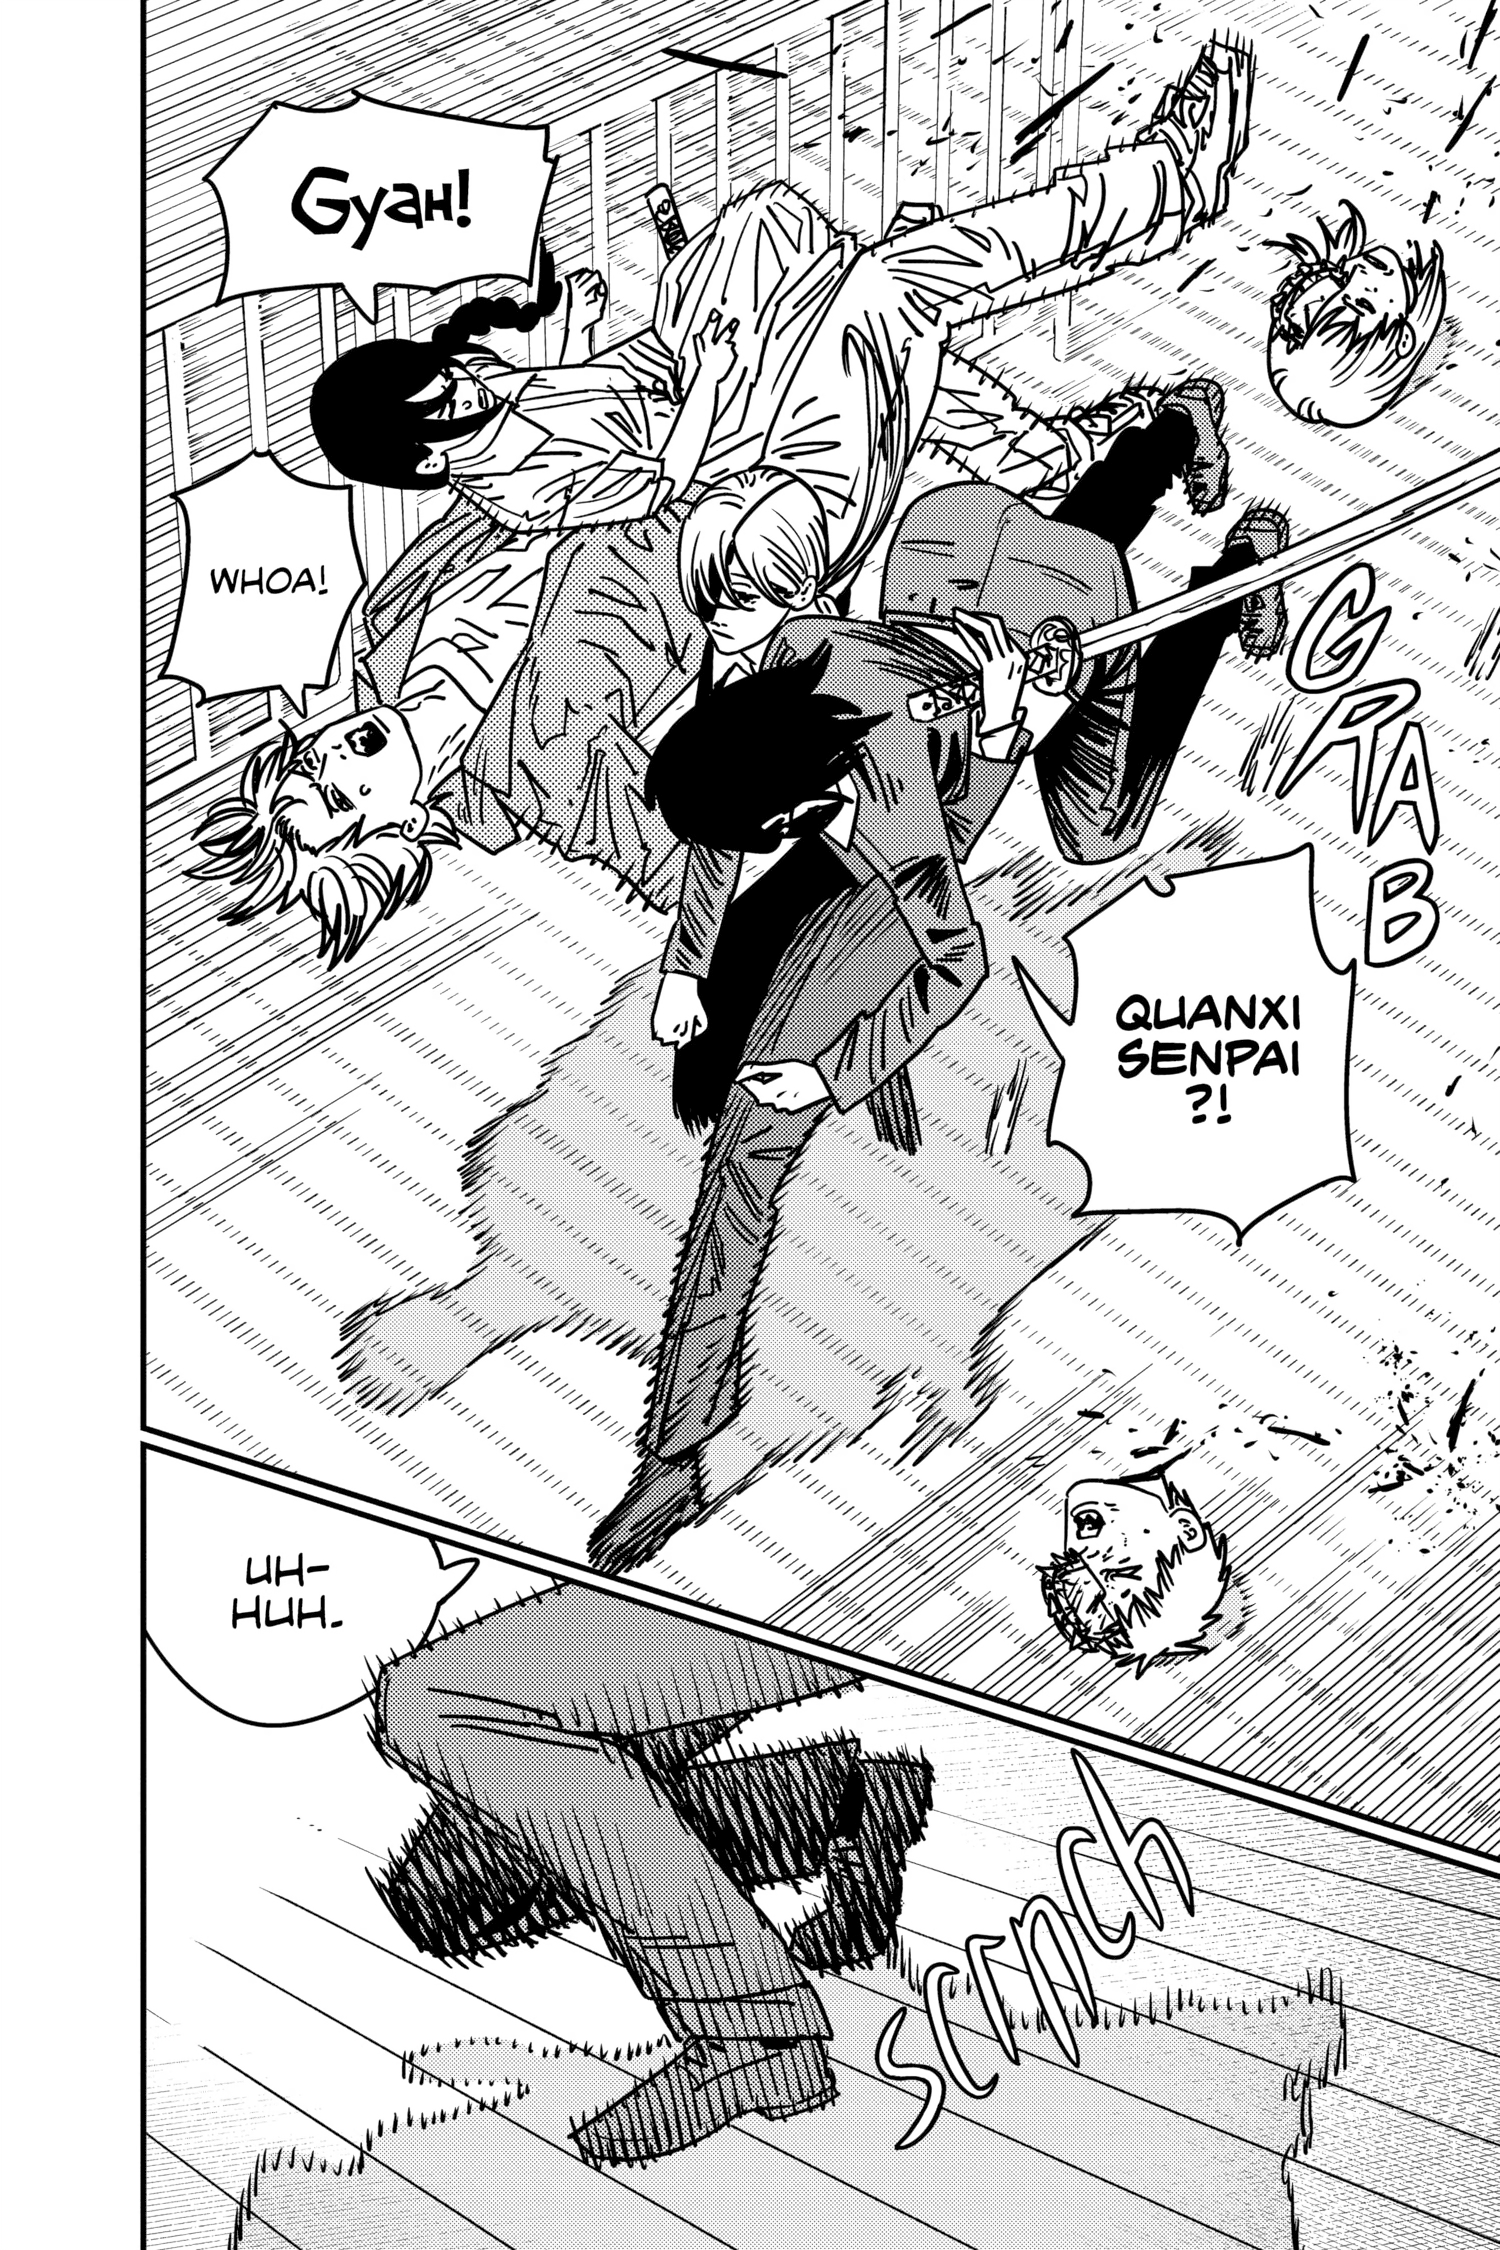 GRAB
QUANXI
SENPAI
?!
Gyah!
WHOA!
UH-
HUH.
SCRNCH